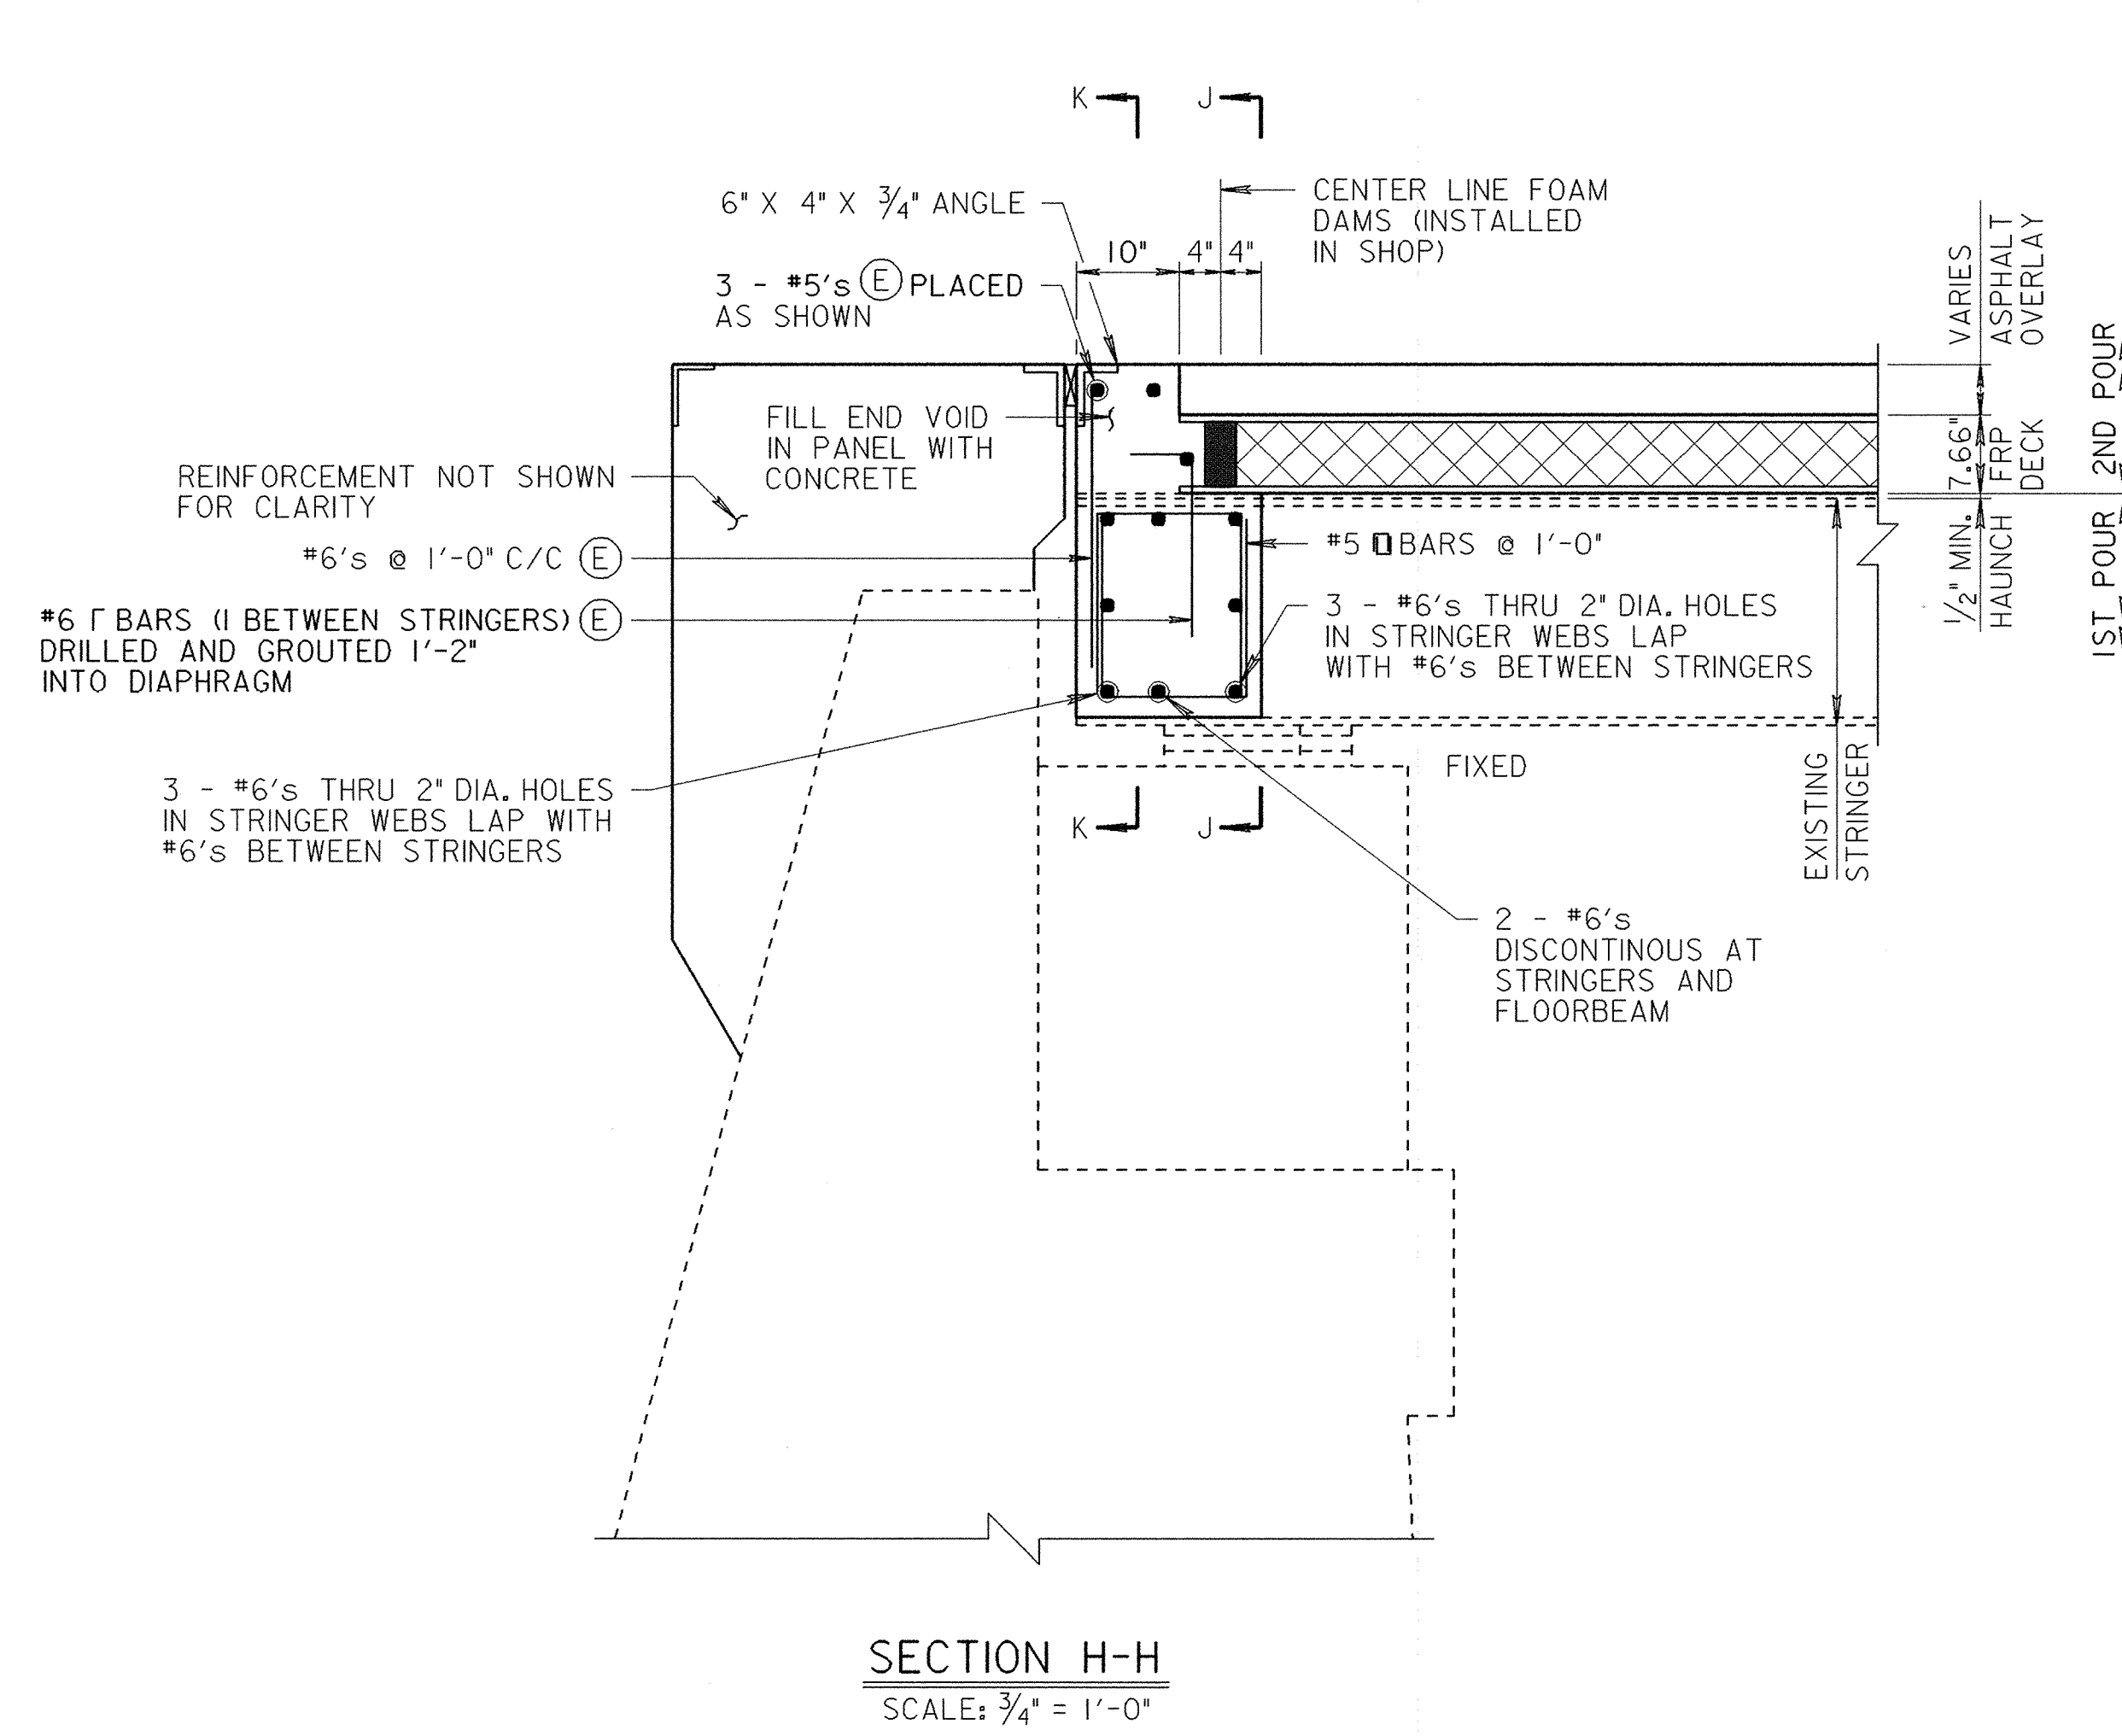 K
J
6" X 4" X 3/4" ANGLE
CENTER LINE FOAM
DAMS (INSTALLED
IN SHOP)
10"
4"
4"
3 - #5's (E) PLACED
AS SHOWN
VARIES
ASPHALT
OVERLAY
FILL END VOID
IN PANEL WITH
CONCRETE
7.66"
FRP
DECK
2ND POUR
REINFORCEMENT NOT SHOWN
FOR CLARITY
#6's @ 1'-0" C/C (E)
#5 BARS @ 1'-0"
1/2" MIN.
HAUNCH
1ST POUR
#6 Γ BARS (1 BETWEEN STRINGERS) (E)
DRILLED AND GROUTED 1'-2"
INTO DIAPHRAGM
3 - #6's THRU 2" DIA. HOLES
IN STRINGER WEBS LAP
WITH #6's BETWEEN STRINGERS
FIXED
EXISTING
STRINGER
3 - #6's THRU 2" DIA. HOLES
IN STRINGER WEBS LAP WITH
#6's BETWEEN STRINGERS
K
J
2 - #6's
DISCONTINOUS AT
STRINGERS AND
FLOORBEAM
SECTION H-H
SCALE: 3/4" = 1'-0"